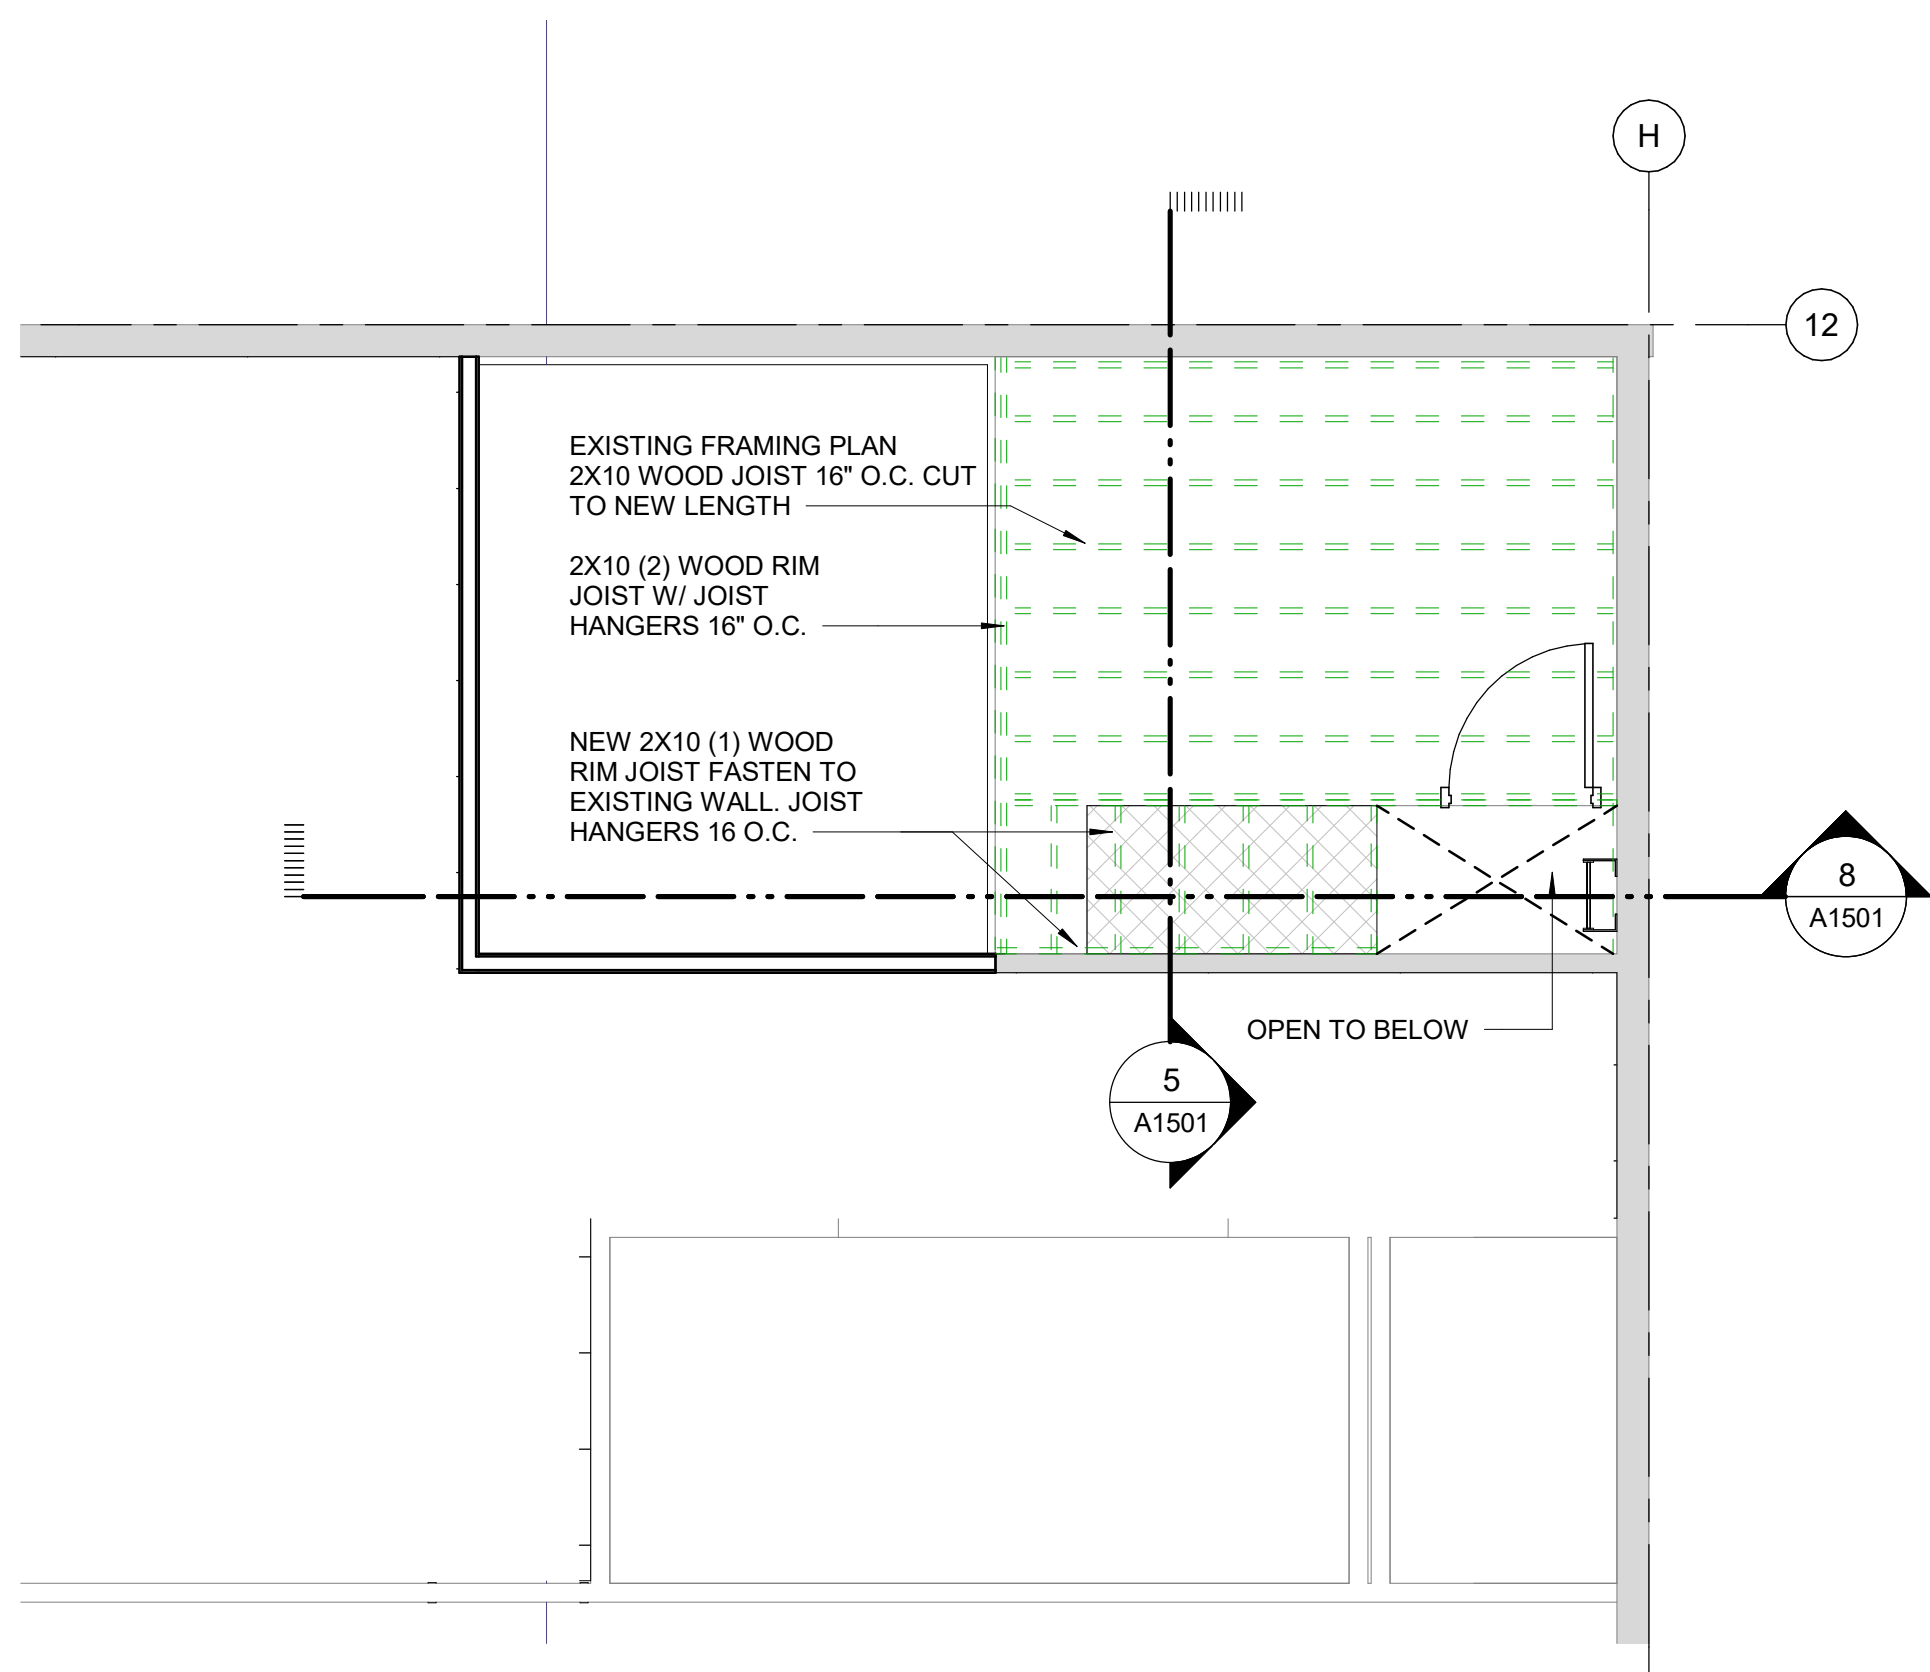 H
12
EXISTING FRAMING PLAN
2X10 WOOD JOIST 16" O.C. CUT
TO NEW LENGTH
2X10 (2) WOOD RIM
JOIST W/ JOIST
HANGERS 16" O.C.
NEW 2X10 (1) WOOD
RIM JOIST FASTEN TO
EXISTING WALL. JOIST
HANGERS 16 O.C.
8
A1501
OPEN TO BELOW
5
A1501